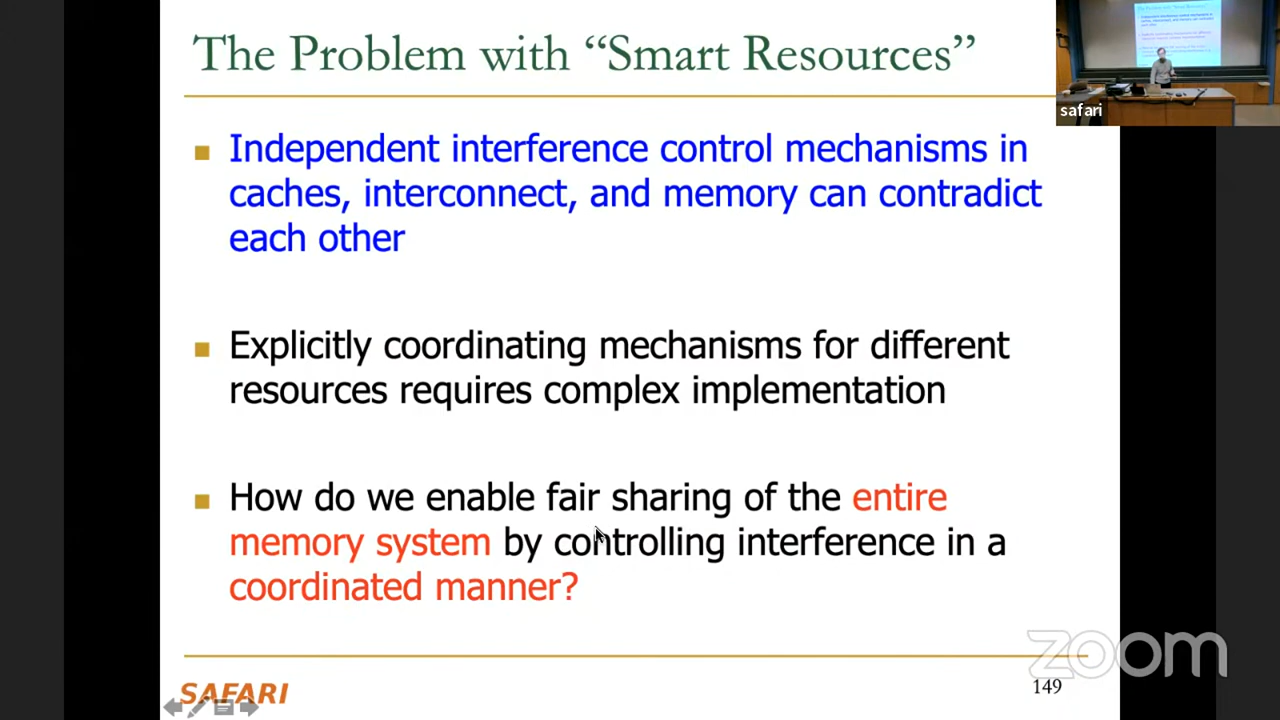 The Problem with “Smart Resources”
safari
Independent interference control mechanisms in
caches, interconnect, and memory can contradict
each other
Explicitly coordinating mechanisms for different
resources requires complex implementation
How do we enable fair sharing of the entire
memory system by controlling interference in a
coordinated manner?
zoom
SAFARI
149